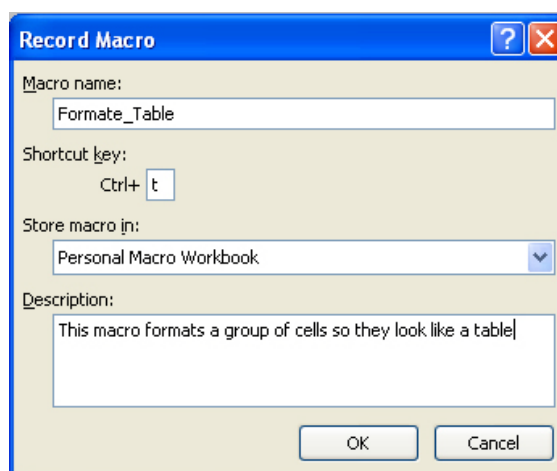 Record Macro
Macro name:
Formate_Table
Shortcut key:
Ctrl+ t
Store macro in:
Personal Macro Workbook
Description:
This macro formats a group of cells so they look like a table
OK Cancel